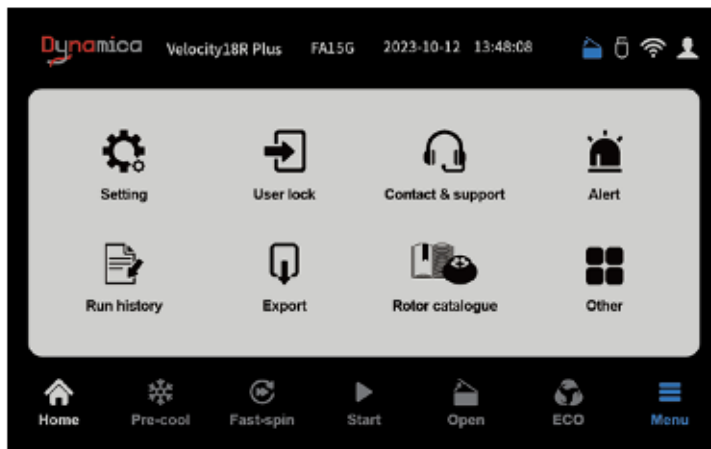 Dynamica Velocity18R Plus FA15G 2023-10-12 13:48:08
Setting User lock Contact & support Alert
Run history Export Rotor catalogue Other
Home Pre-cool Fast-spin Start Open ECO Menu